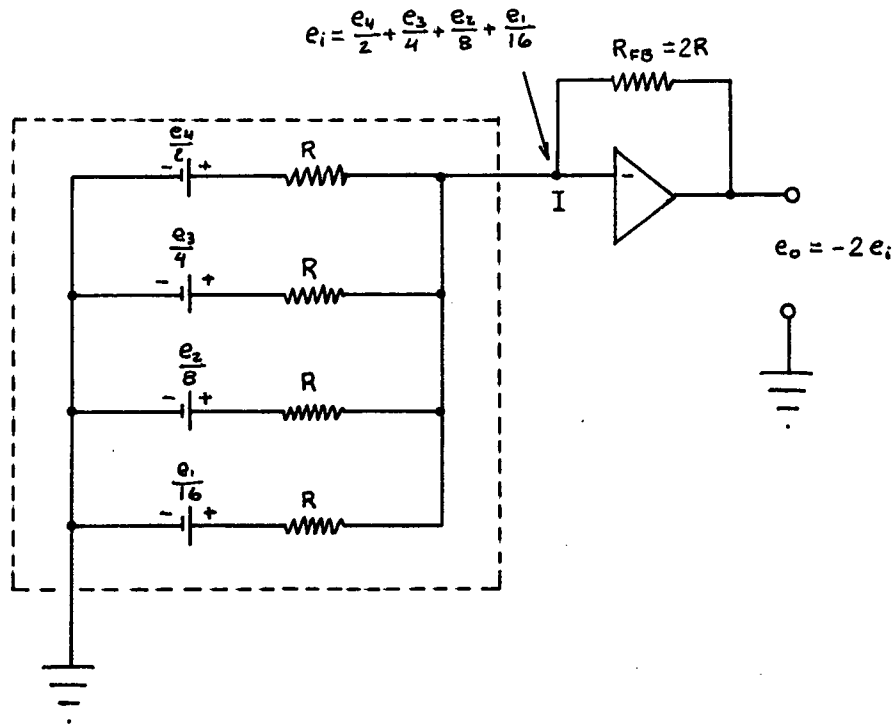 e_i = e_4/2 + e_3/4 + e_2/8 + e_1/16
R_FB = 2R
e_4/2
- +
R
-
I
e_o = -2 e_i
e_3/4
- +
R
e_2/8
- +
R
e_1/16
- +
R